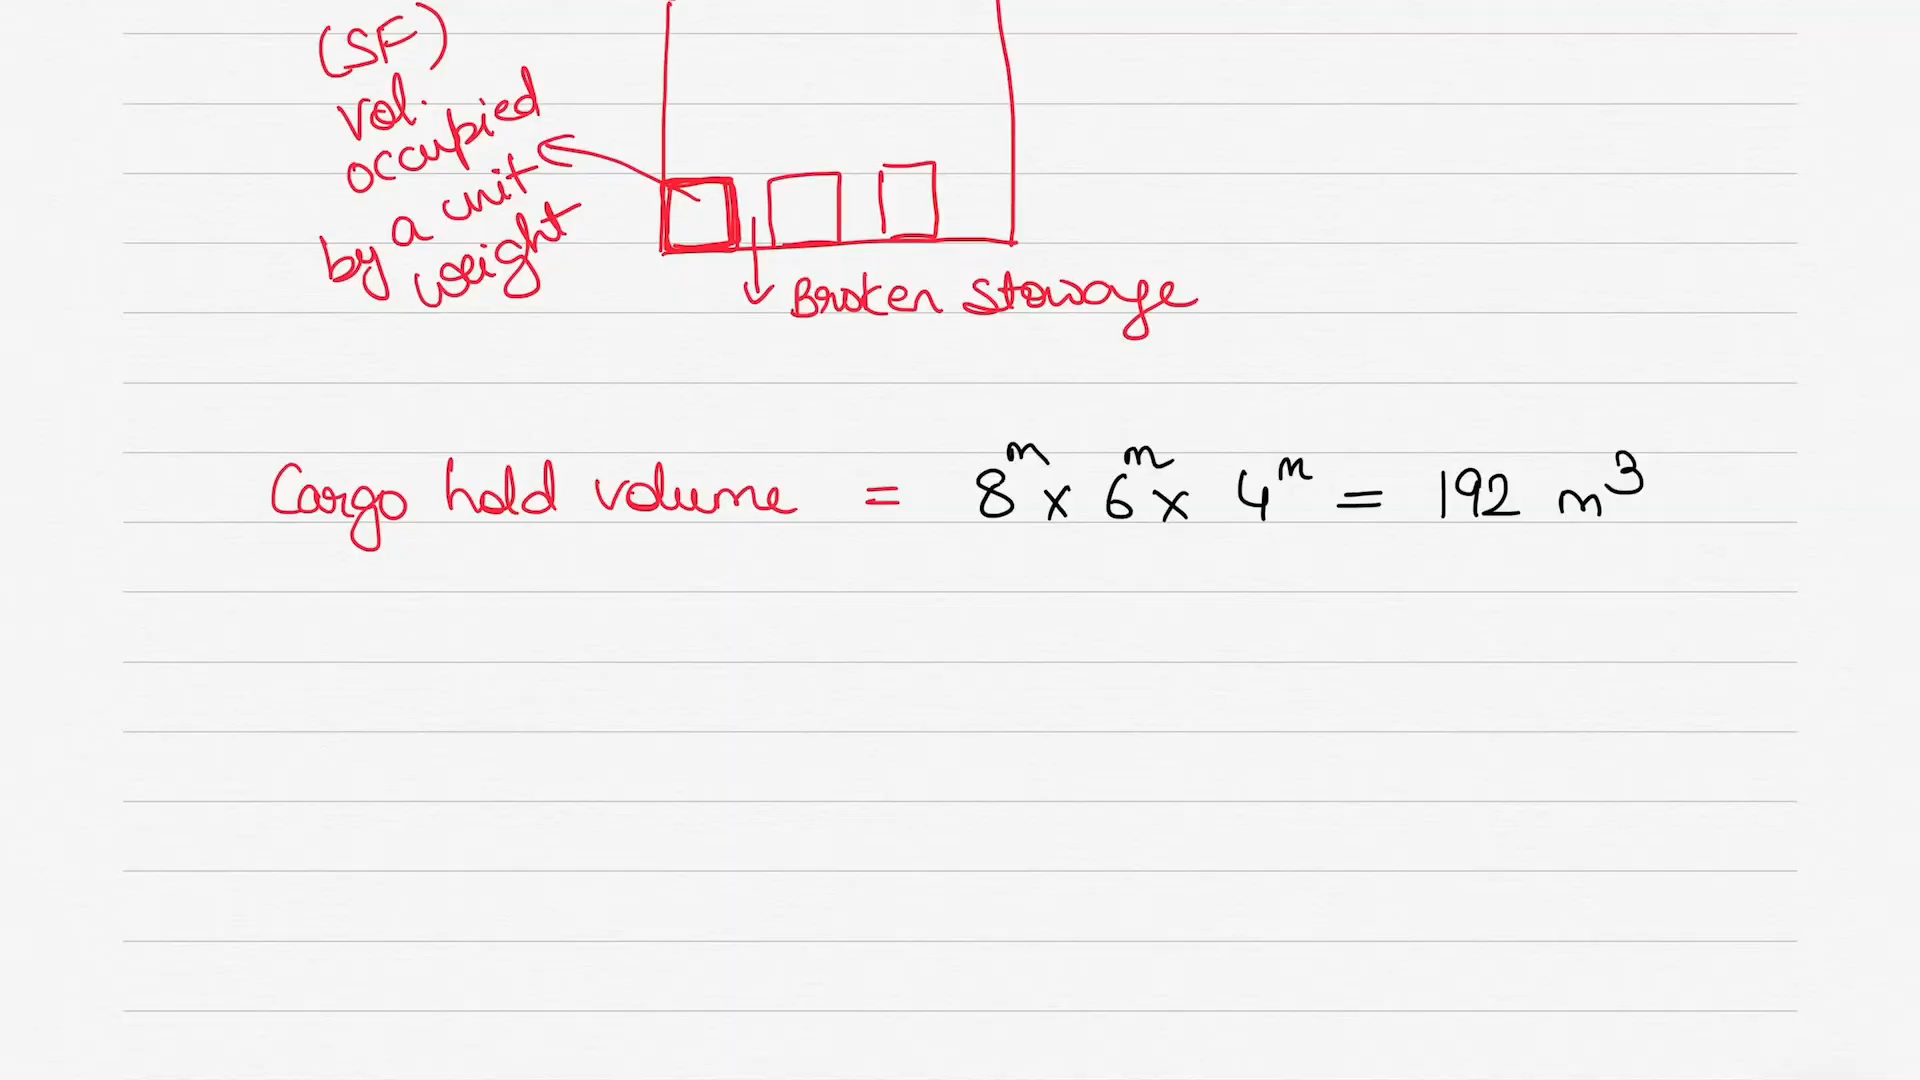 (SF)
vol.
occupied
by a unit
weight
Broken Stowage
Cargo hold volume = 8ᵐ x 6ᵐ x 4ᵐ = 192 m³